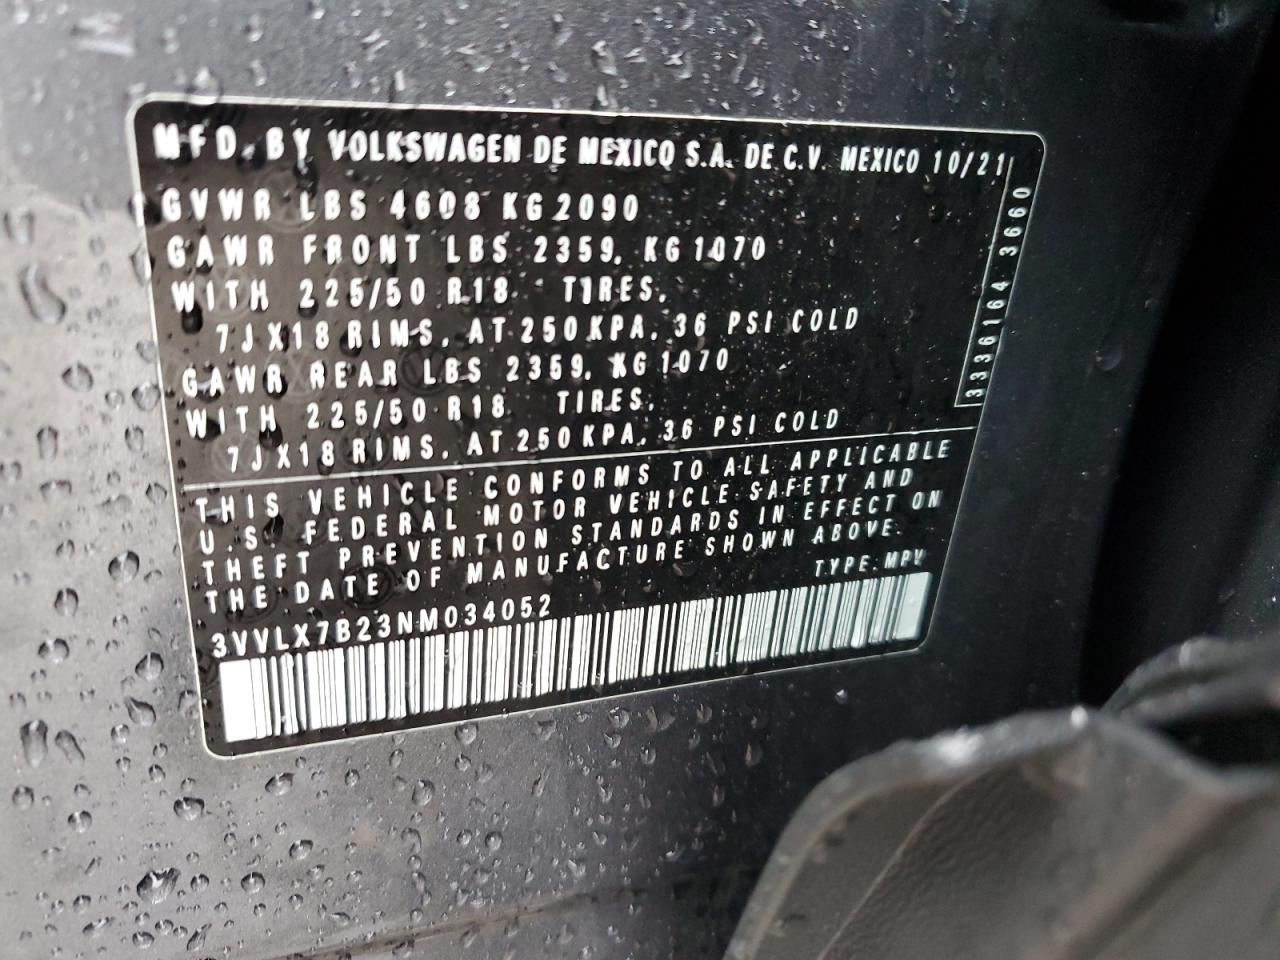 MFD. BY VOLKSWAGEN DE MEXICO S.A. DE C.V. MEXICO 10/21
GVWR LBS 4608 KG 2090
GAWR FRONT LBS 2359, KG 1070
WITH 225/50 R18 TIRES,
7J X18 RIMS, AT 250 KPA, 36 PSI COLD
GAWR REAR LBS 2359, KG 1070
WITH 225/50 R18 TIRES,
7J X18 RIMS, AT 250 KPA, 36 PSI COLD
3336164 3660
THIS VEHICLE CONFORMS TO ALL APPLICABLE
U.S. FEDERAL MOTOR VEHICLE SAFETY AND
THEFT PREVENTION STANDARDS IN EFFECT ON
THE DATE OF MANUFACTURE SHOWN ABOVE.
TYPE: MPV
3VVLX7B23NM034052